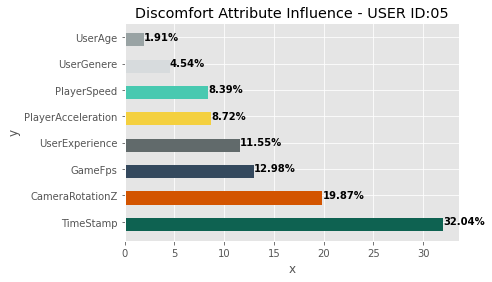 Discomfort Attribute Influence - USER ID:05
UserAge 1.91%
UserGenere 4.54%
PlayerSpeed 8.39%
PlayerAcceleration 8.72%
UserExperience 11.55%
GameFps 12.98%
CameraRotationZ 19.87%
TimeStamp 32.04%
y
0 5 10 15 20 25 30
x